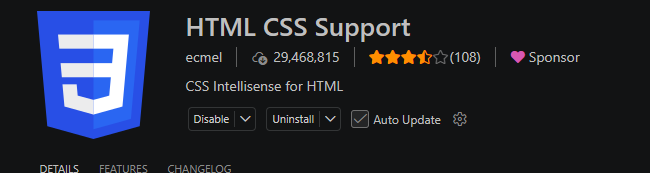 HTML CSS Support
ecmel 29,468,815 (108) Sponsor
CSS Intellisense for HTML
Disable Uninstall Auto Update
DETAILS FEATURES CHANGELOG